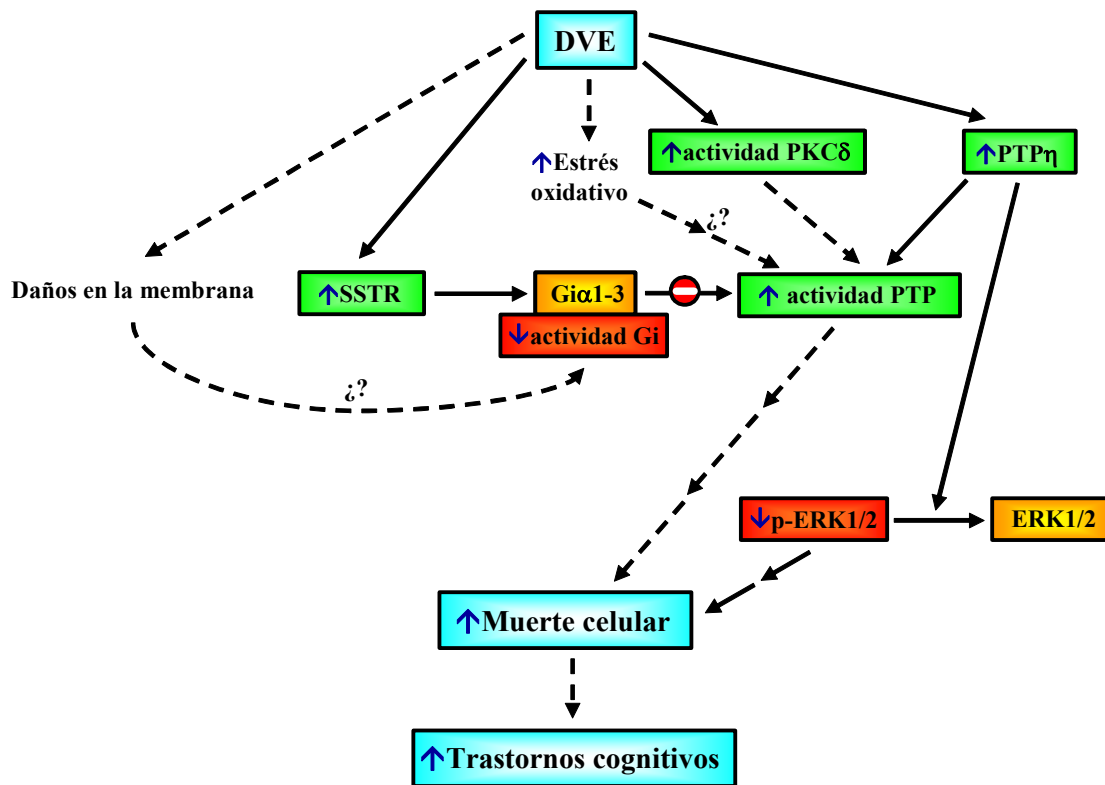 DVE
↑actividad PKCδ
↑PTPη
↑Estrés
oxidativo
¿?
Daños en la membrana
↑SSTR
Giα1-3
↑ actividad PTP
↓actividad Gi
¿?
↓p-ERK1/2
ERK1/2
↑Muerte celular
↑Trastornos cognitivos